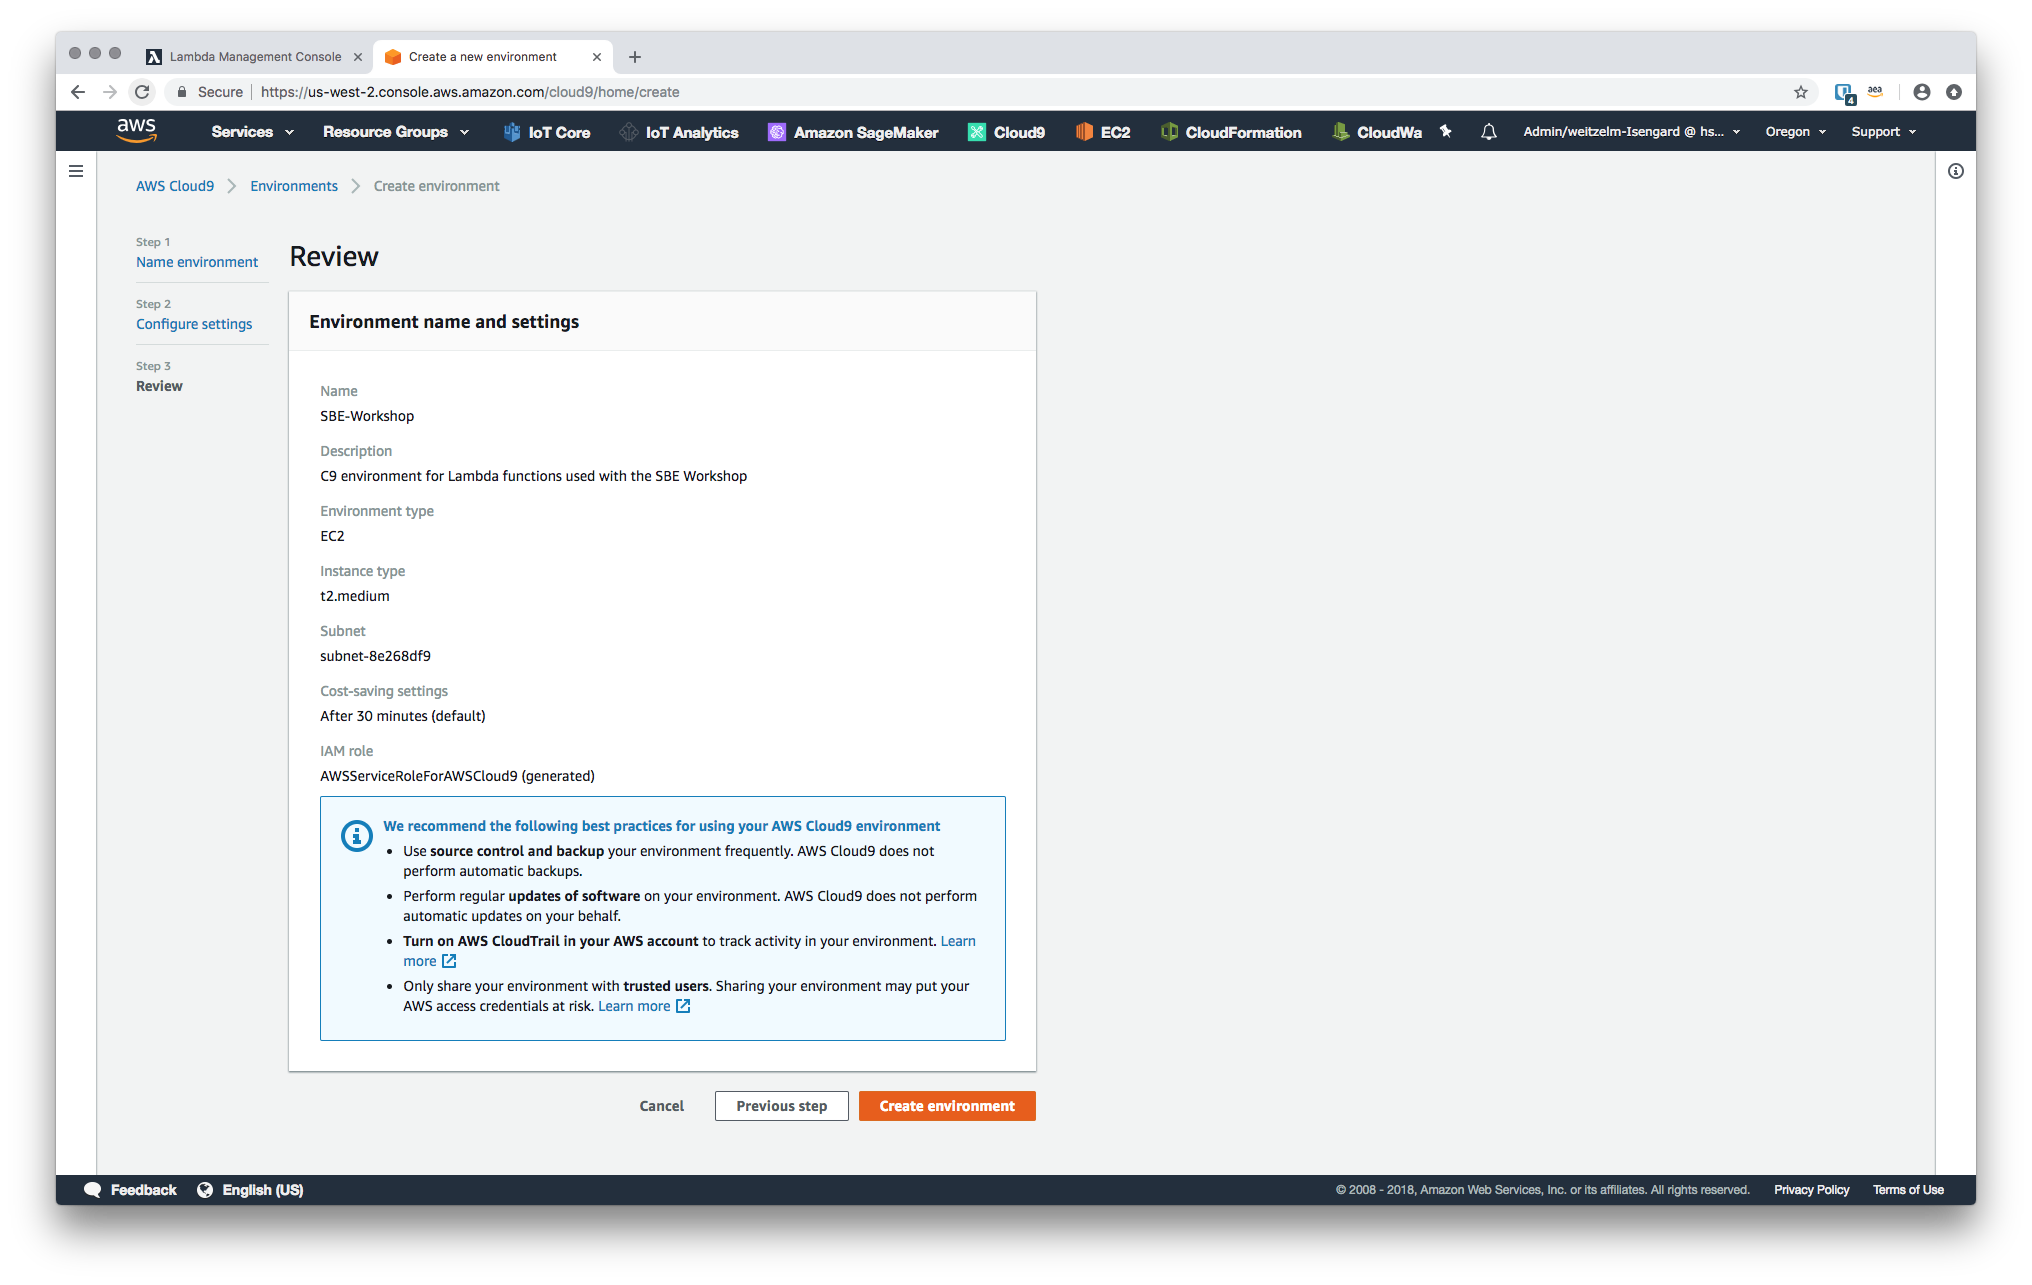 Lambda Management Console
Create a new environment
Secure https://us-west-2.console.aws.amazon.com/cloud9/home/create
4
aea
aws Services Resource Groups IoT Core IoT Analytics Amazon SageMaker Cloud9 EC2 CloudFormation CloudWa Admin/weitzelm-Isengard @ hs... Oregon Support
AWS Cloud9 Environments Create environment
Step 1
Name environment
Step 2
Configure settings
Step 3
Review
Review
Environment name and settings
Name
SBE-Workshop
Description
C9 environment for Lambda functions used with the SBE Workshop
Environment type
EC2
Instance type
t2.medium
Subnet
subnet-8e268df9
Cost-saving settings
After 30 minutes (default)
IAM role
AWSServiceRoleForAWSCloud9 (generated)
We recommend the following best practices for using your AWS Cloud9 environment
• Use source control and backup your environment frequently. AWS Cloud9 does not
perform automatic backups.
• Perform regular updates of software on your environment. AWS Cloud9 does not perform
automatic updates on your behalf.
• Turn on AWS CloudTrail in your AWS account to track activity in your environment. Learn
more
• Only share your environment with trusted users. Sharing your environment may put your
AWS access credentials at risk. Learn more
Cancel Previous step Create environment
Feedback English (US) © 2008 - 2018, Amazon Web Services, Inc. or its affiliates. All rights reserved. Privacy Policy Terms of Use